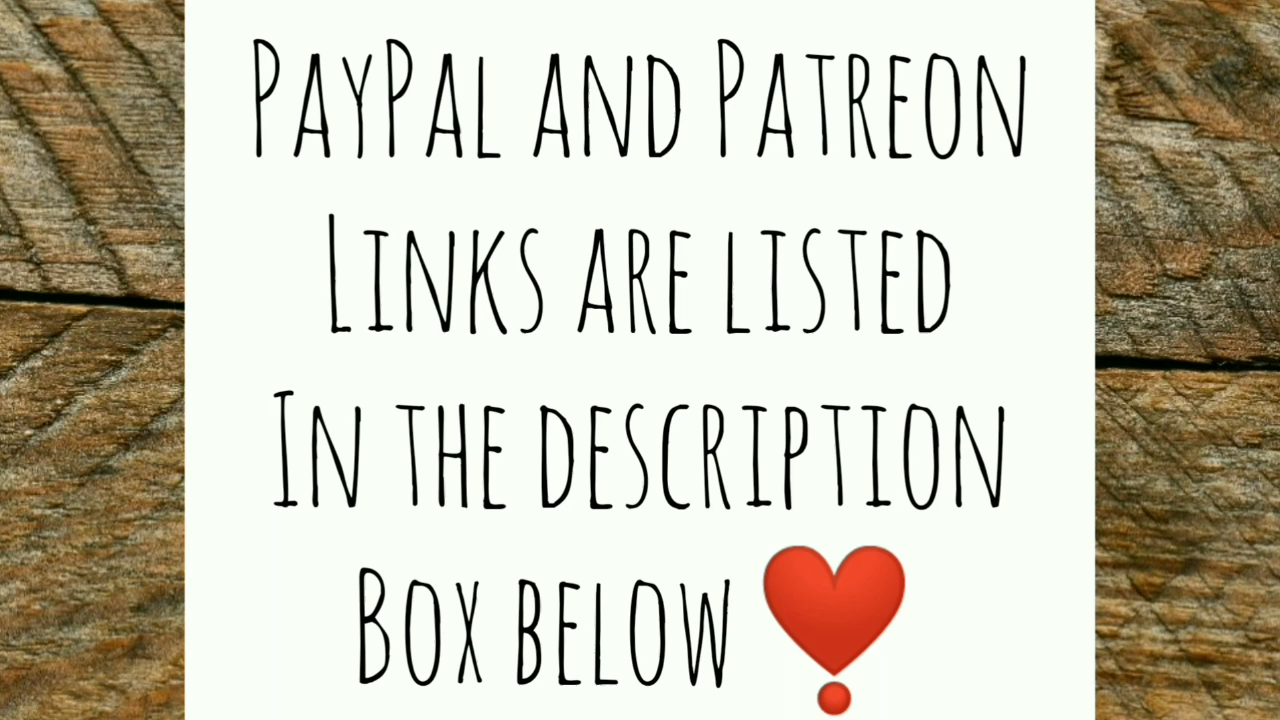 PayPal and Patreon
Links are listed
In the description
Box below ❣